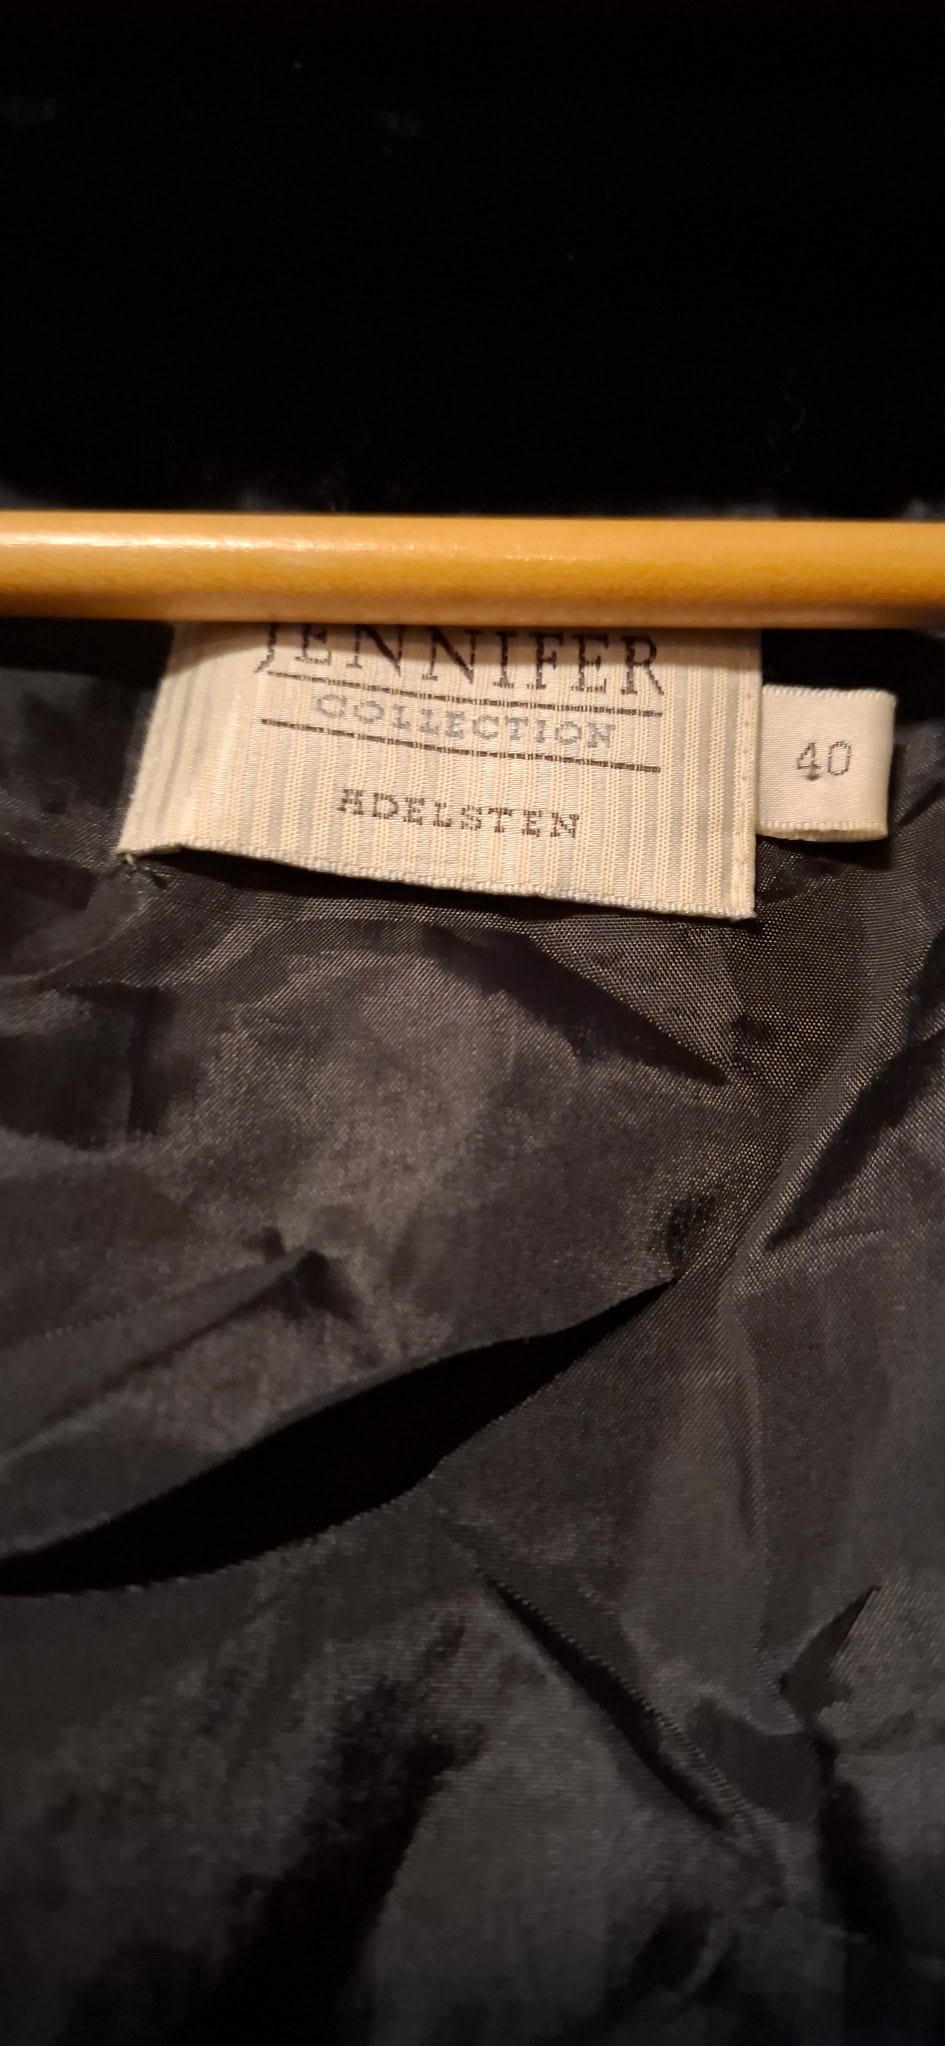 JENNIFER
COLLECTION
ADELSTEN
40